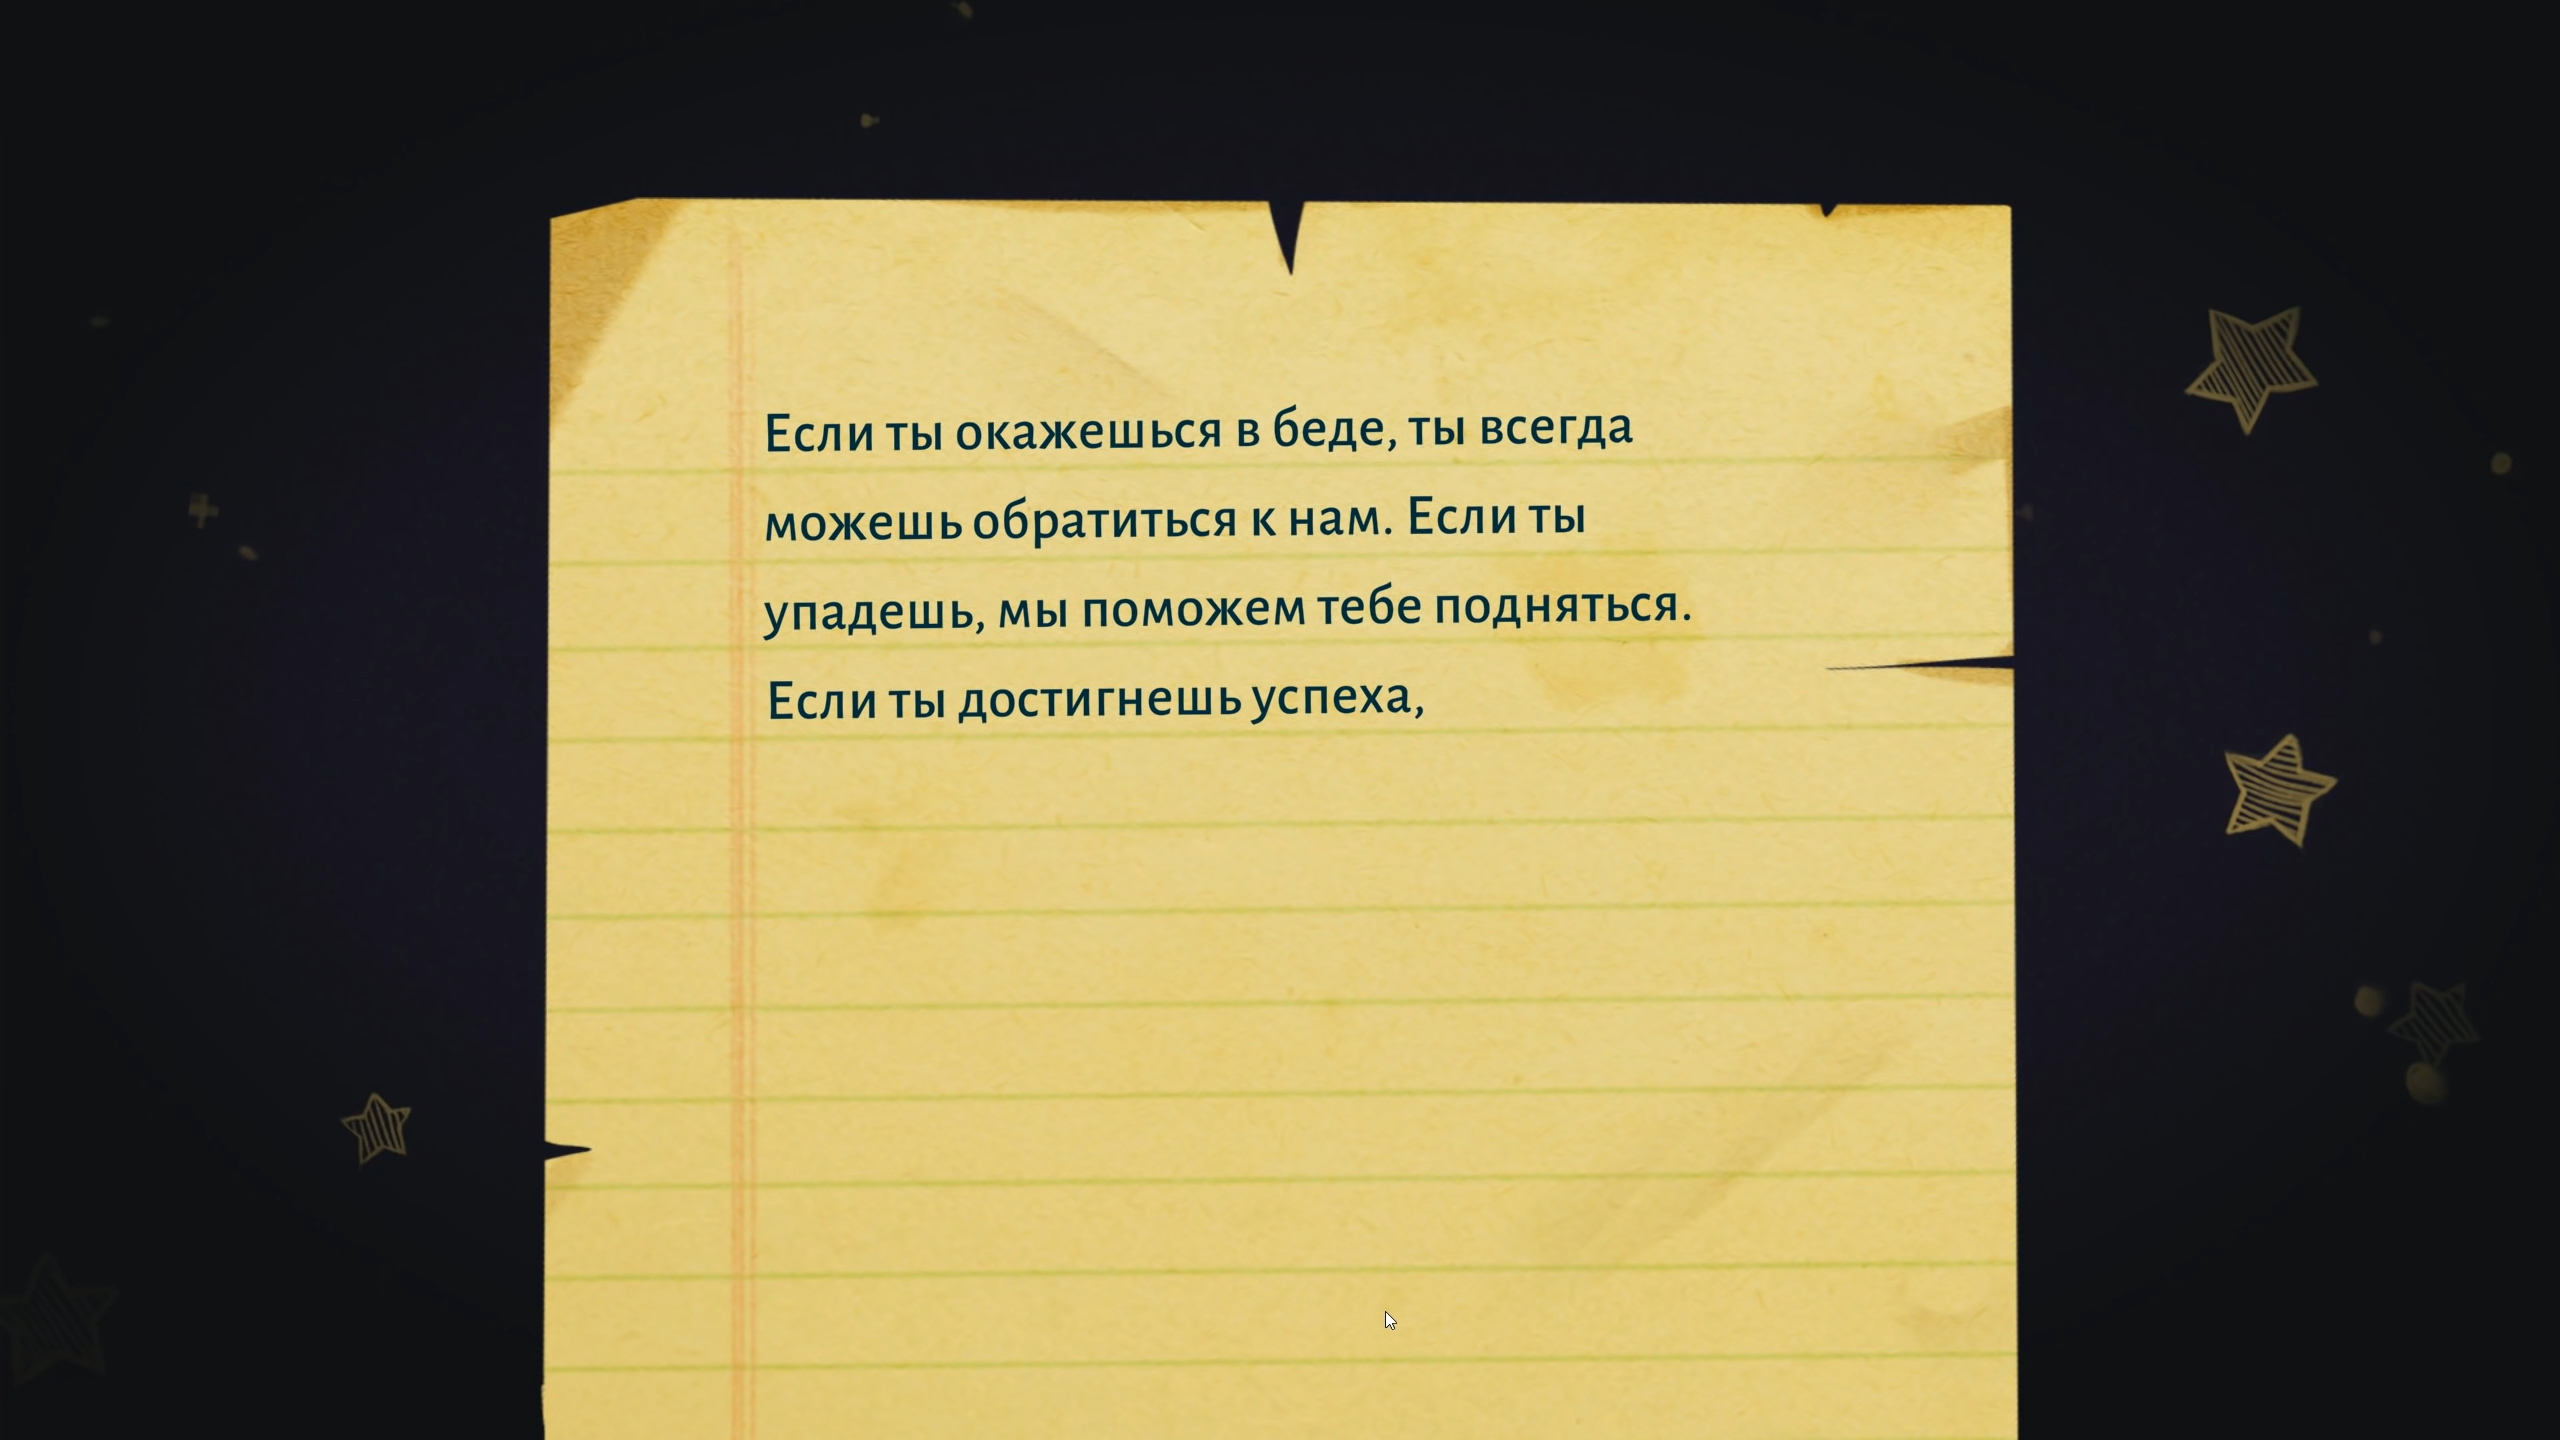 Если ты окажешься в беде, ты всегда
можешь обратиться к нам. Если ты
упадешь, мы поможем тебе подняться.
Если ты достигнешь успеха,